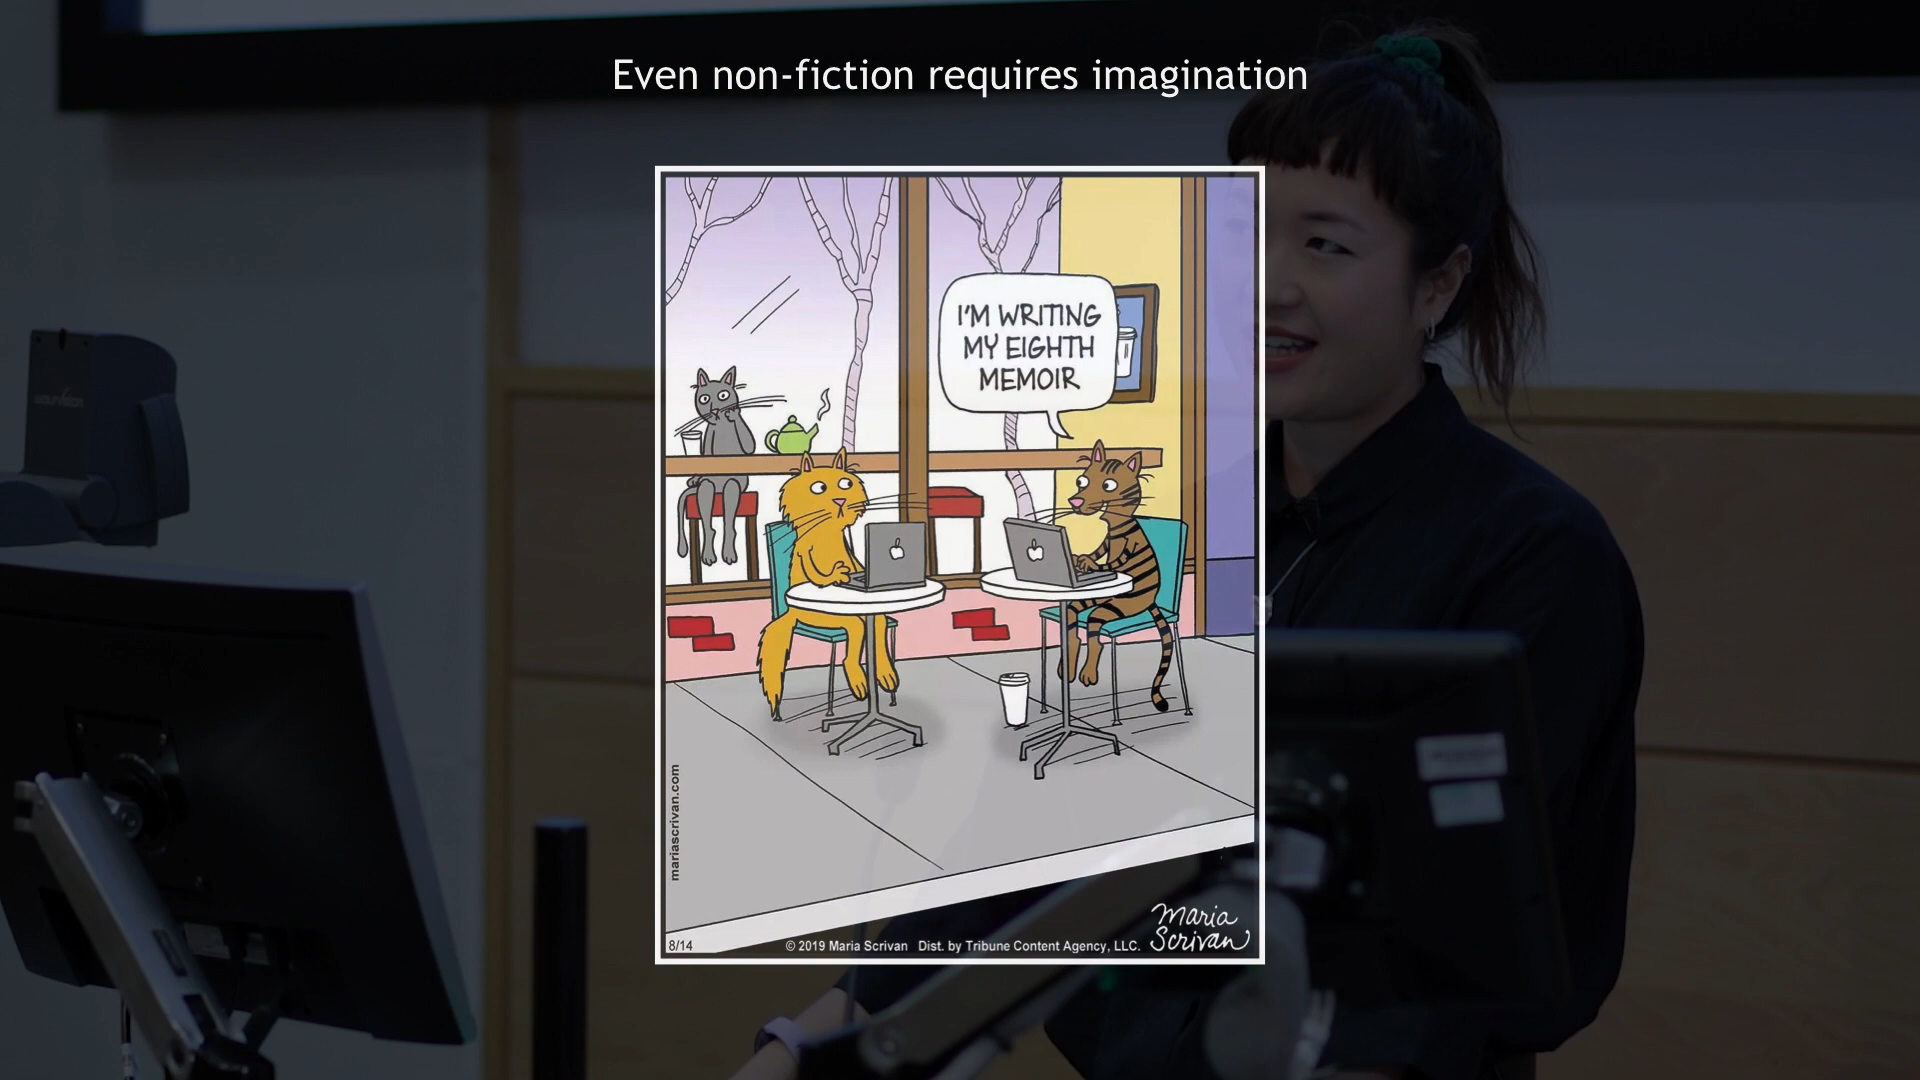 Even non-fiction requires imagination
I'M WRITING
MY EIGHTH
MEMOIR
mariascrivan.com
Maria
Scrivan
8/14
© 2019 Maria Scrivan Dist. by Tribune Content Agency, LLC.